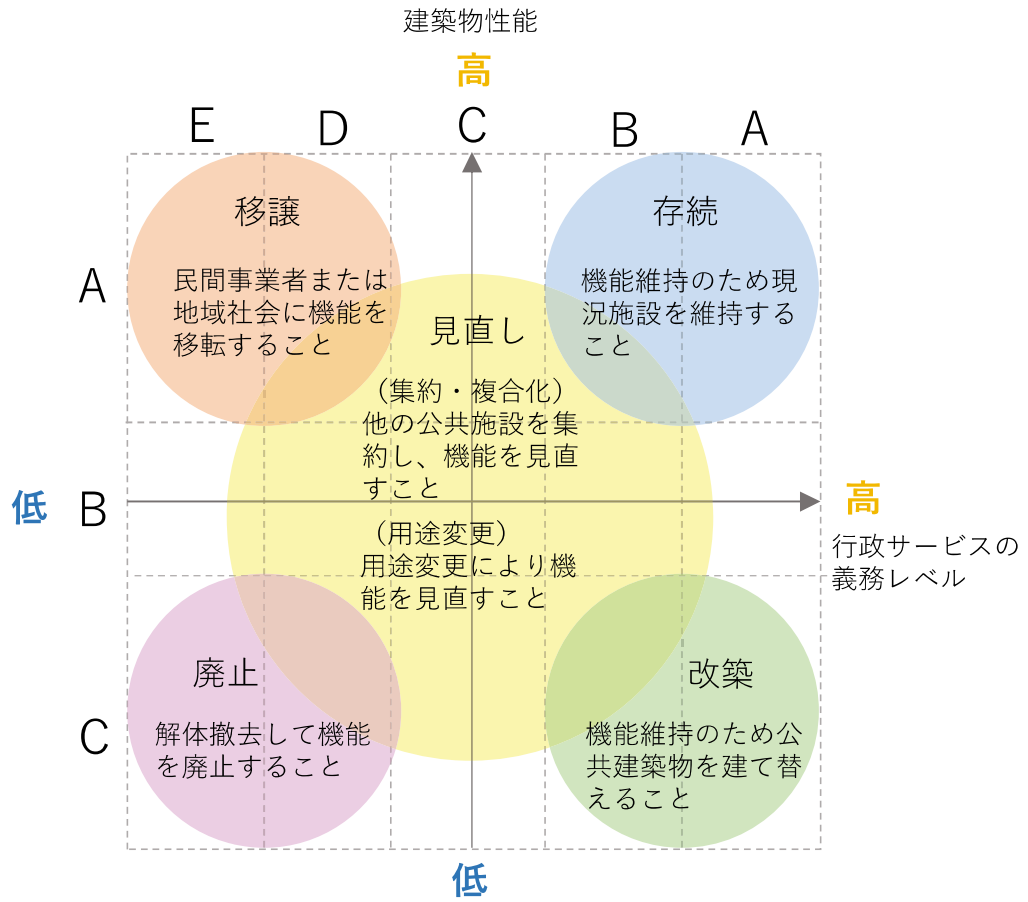 建築物性能
高
E D C B A
A
移譲
民間事業者または
地域社会に機能を
移転すること
存続
機能維持のため現
況施設を維持する
こと
見直し
（集約・複合化）
他の公共施設を集
約し、機能を見直
すこと
低
B
高
行政サービスの
義務レベル
（用途変更）
用途変更により機
能を見直すこと
C
廃止
解体撤去して機能
を廃止すること
改築
機能維持のため公
共建築物を建て替
えること
低